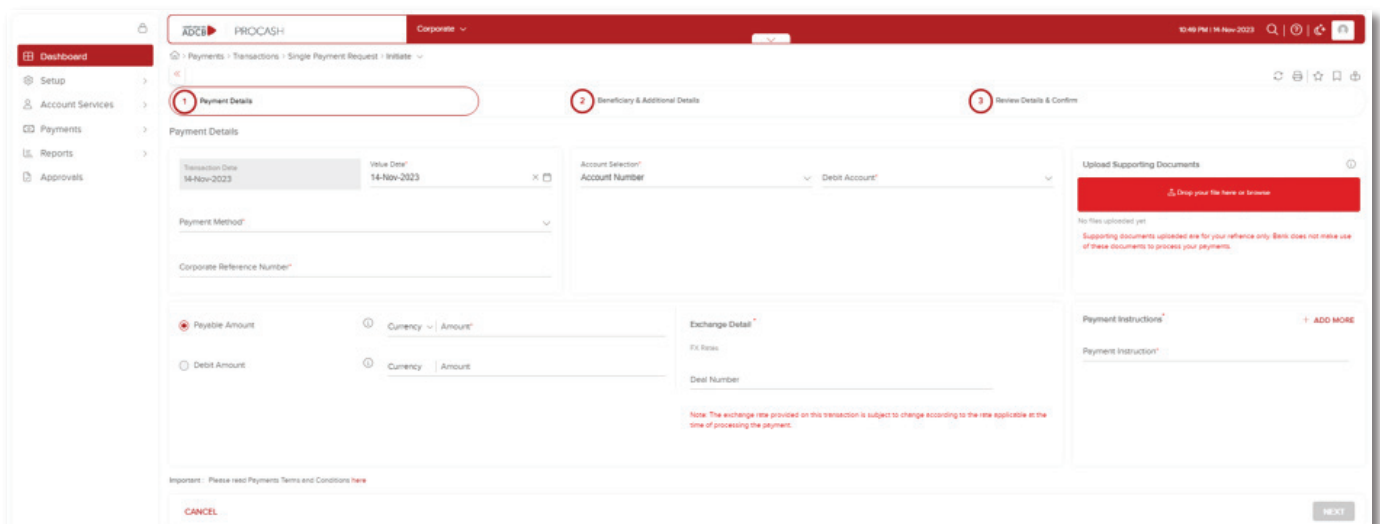 ADCB PROCASH
Corporate
10:49 PM | 14-Nov-2023
Dashboard
Setup
Account Services
Payments
Reports
Approvals
Payments > Transactions > Single Payment Request > Initiate
1 Payment Details
2 Beneficiary & Additional Details
3 Review Details & Confirm
Payment Details
Transaction Date
14-Nov-2023
Value Date*
14-Nov-2023
Payment Method*
Corporate Reference Number*
Account Selection*
Account Number
Debit Account*
Upload Supporting Documents
Drop your file here or browse
No files uploaded yet
Supporting documents uploaded are for your refiance only. Bank does not make use
of these documents to process your payments.
Payable Amount
Currency Amount*
Debit Amount
Currency Amount
Exchange Detail*
FX Rates
Deal Number
Note: The exchange rate provided on this transaction is subject to change according to the rate applicable at the
time of processing the payment.
Payment Instructions*
+ ADD MORE
Payment Instruction*
Important : Please read Payments Terms and Conditions here
CANCEL
NEXT